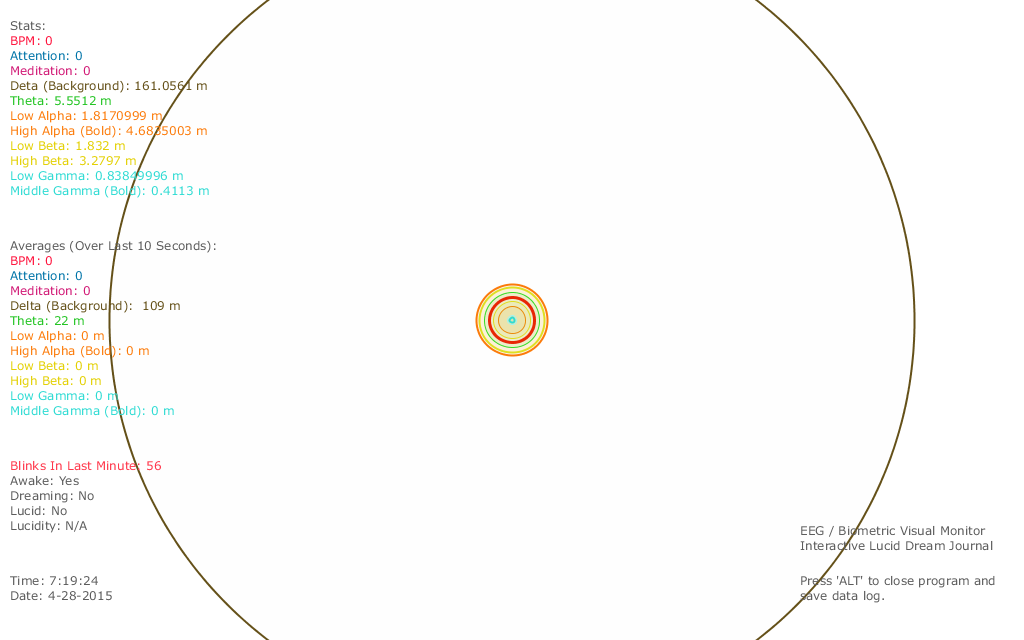 Stats:
BPM: 0
Attention: 0
Meditation: 0
Deta (Background): 161.0561 m
Theta: 5.5512 m
Low Alpha: 1.8170999 m
High Alpha (Bold): 4.6835003 m
Low Beta: 1.832 m
High Beta: 3.2797 m
Low Gamma: 0.83849996 m
Middle Gamma (Bold): 0.4113 m
Averages (Over Last 10 Seconds):
BPM: 0
Attention: 0
Meditation: 0
Delta (Background):  109 m
Theta: 22 m
Low Alpha: 0 m
High Alpha (Bold): 0 m
Low Beta: 0 m
High Beta: 0 m
Low Gamma: 0 m
Middle Gamma (Bold): 0 m
Blinks In Last Minute: 56
Awake: Yes
Dreaming: No
Lucid: No
Lucidity: N/A
Time: 7:19:24
Date: 4-28-2015
EEG / Biometric Visual Monitor
Interactive Lucid Dream Journal
Press 'ALT' to close program and
save data log.